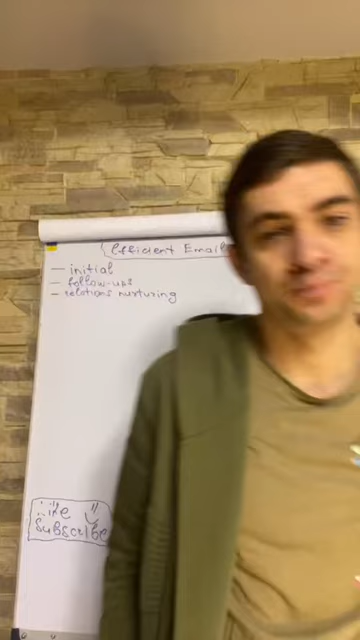 Efficient Email
— initial
— follow-ups
— relations nurturing
like
subscribe